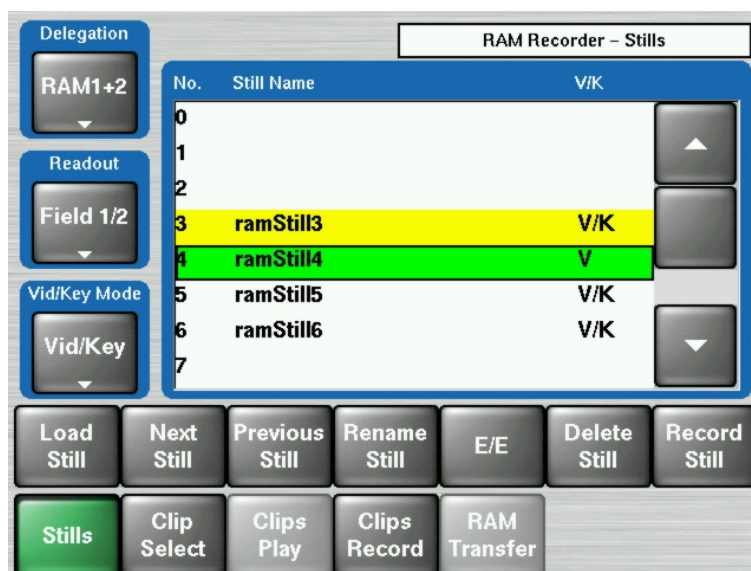 Delegation
RAM Recorder – Stills
RAM1+2
No. Still Name V/K
0
1
2
3 ramStill3 V/K
4 ramStill4 V
5 ramStill5 V/K
6 ramStill6 V/K
7
Readout
Field 1/2
Vid/Key Mode
Vid/Key
Load Still
Next Still
Previous Still
Rename Still
E/E
Delete Still
Record Still
Stills
Clip Select
Clips Play
Clips Record
RAM Transfer